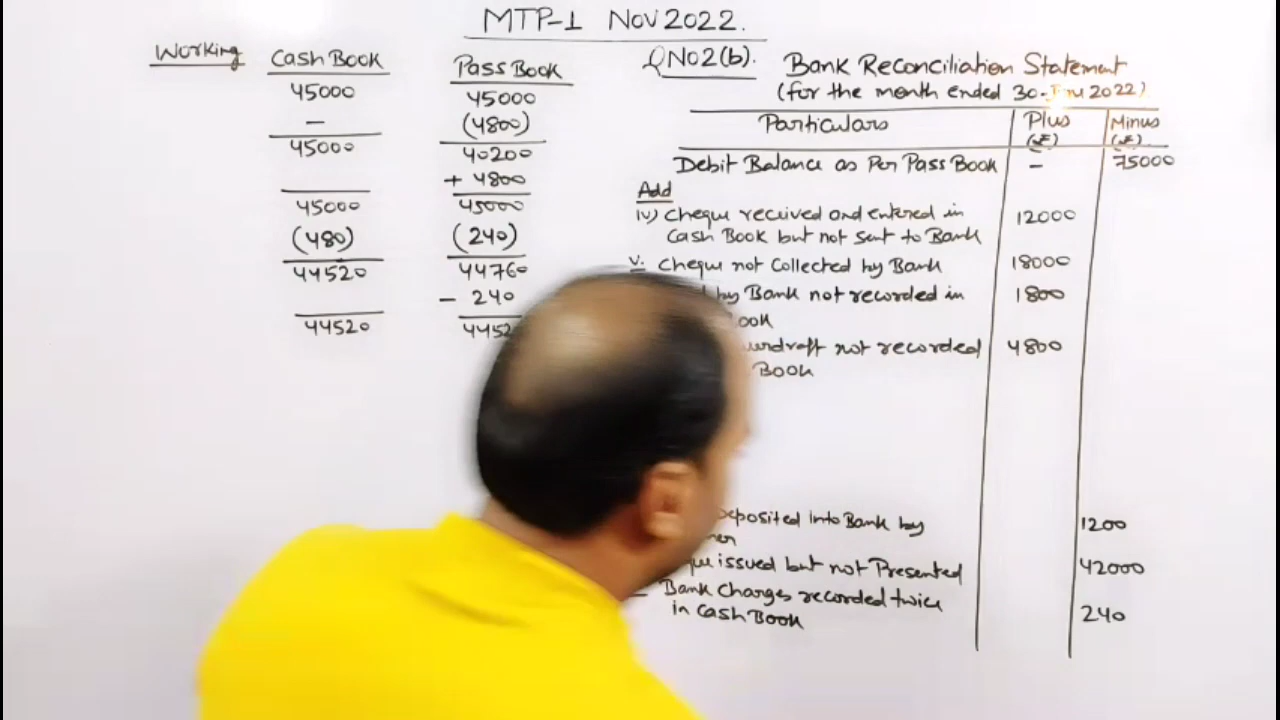 MTP-1 Nov 2022.
Working
Cash Book
45000
–
45000
45000
(480)
44520
44520
Pass Book
45000
(4800)
40200
+ 4800
45000
(240)
44760
- 240
4452
QNo2(b). Bank Reconciliation Statement
(for the month ended 30- 2022)
Particulars Plus Minus
(₹) (₹)
Debit Balance as Per Pass Book – 75000
Add
iv) Cheque received and entered in 12000
Cash Book but not sent to Bank
v. Cheque not Collected by Bank 18000
by Bank not recorded in 1800
ook
not recorded 4800
Book
eposited into Bank by 1200
mer
issued but not Presented 42000
Bank Charges recorded twice
in Cash Book 240